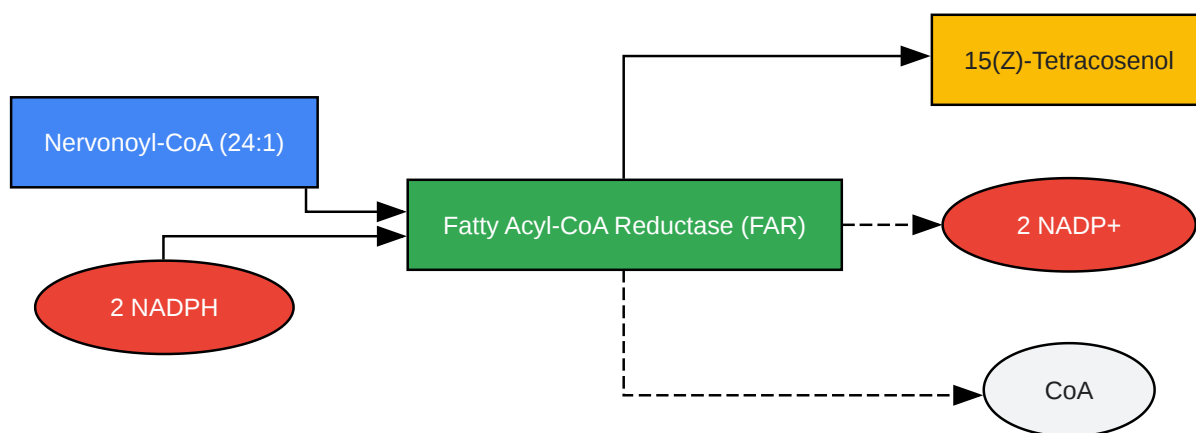 15(Z)-Tetracosenol
Nervonoyl-CoA (24:1)
Fatty Acyl-CoA Reductase (FAR)
2 NADP+
2 NADPH
CoA